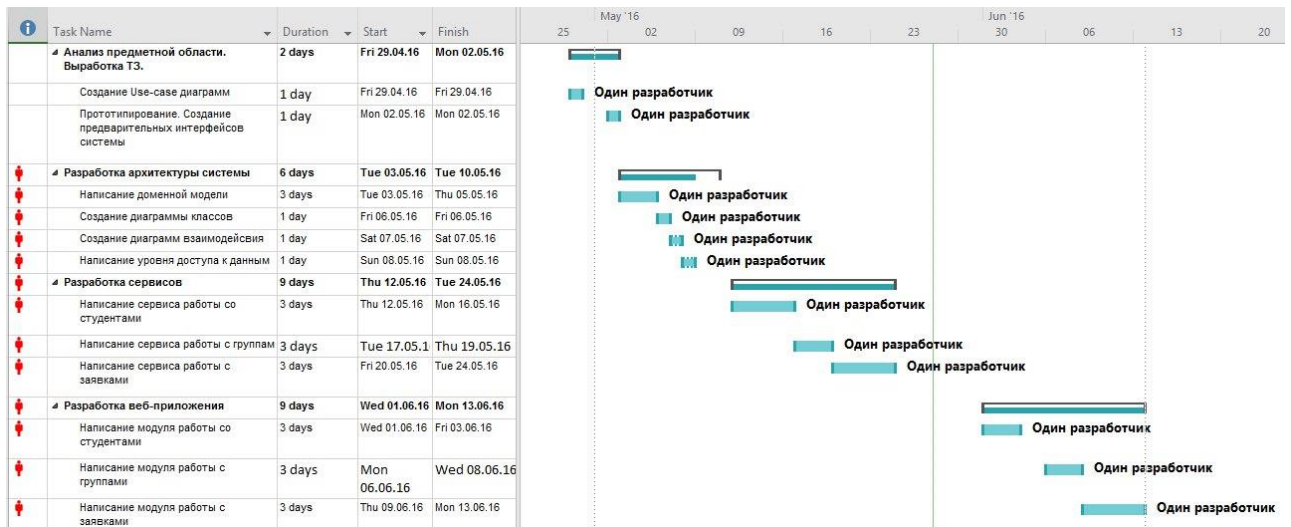 May '16 Jun '16
Task Name Duration Start Finish 25 02 09 16 23 30 06 13 20
Анализ предметной области. 2 days Fri 29.04.16 Mon 02.05.16
Выработка ТЗ.
Создание Use-case диаграмм 1 day Fri 29.04.16 Fri 29.04.16 Один разработчик
Прототипирование. Создание 1 day Mon 02.05.16 Mon 02.05.16 Один разработчик
предварительных интерфейсов
системы
Разработка архитектуры системы 6 days Tue 03.05.16 Tue 10.05.16
Написание доменной модели 3 days Tue 03.05.16 Thu 05.05.16 Один разработчик
Создание диаграммы классов 1 day Fri 06.05.16 Fri 06.05.16 Один разработчик
Создание диаграмм взаимодейсвия 1 day Sat 07.05.16 Sat 07.05.16 Один разработчик
Написание уровня доступа к данным 1 day Sun 08.05.16 Sun 08.05.16 Один разработчик
Разработка сервисов 9 days Thu 12.05.16 Tue 24.05.16
Написание сервиса работы со 3 days Thu 12.05.16 Mon 16.05.16 Один разработчик
студентами
Написание сервиса работы с группам 3 days Tue 17.05.1 Thu 19.05.16 Один разработчик
Написание сервиса работы с 3 days Fri 20.05.16 Tue 24.05.16 Один разработчик
заявками
Разработка веб-приложения 9 days Wed 01.06.16 Mon 13.06.16
Написание модуля работы со 3 days Wed 01.06.16 Fri 03.06.16 Один разработчик
студентами
Написание модуля работы с 3 days Mon Wed 08.06.16 Один разработчик
группами 06.06.16
Написание модуля работы с 3 days Thu 09.06.16 Mon 13.06.16 Один разработчик
заявками